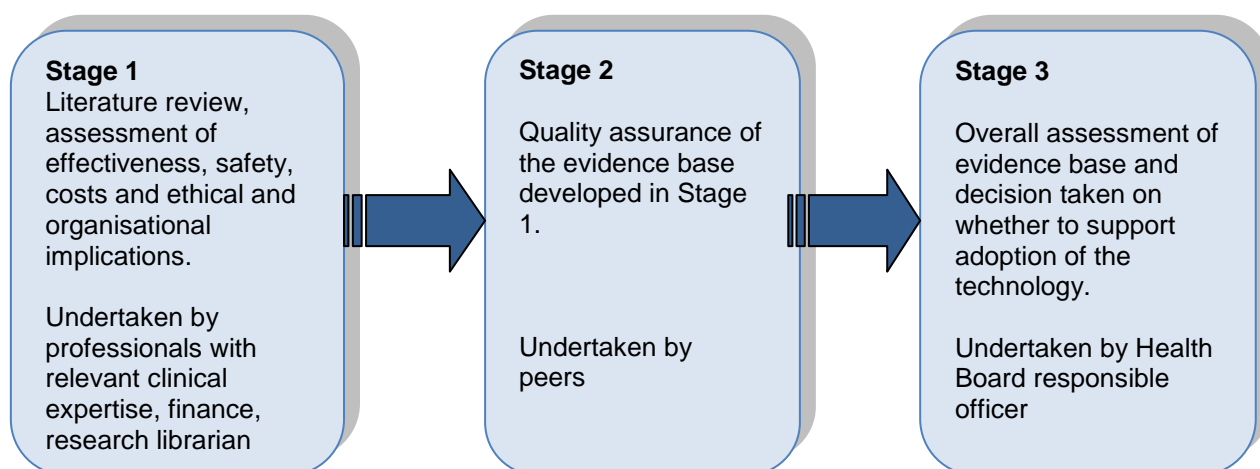 Stage 1
Literature review,
assessment of
effectiveness, safety,
costs and ethical and
organisational
implications.
Undertaken by
professionals with
relevant clinical
expertise, finance,
research librarian
Stage 2
Quality assurance of
the evidence base
developed in Stage
1.
Undertaken by
peers
Stage 3
Overall assessment of
evidence base and
decision taken on
whether to support
adoption of the
technology.
Undertaken by Health
Board responsible
officer